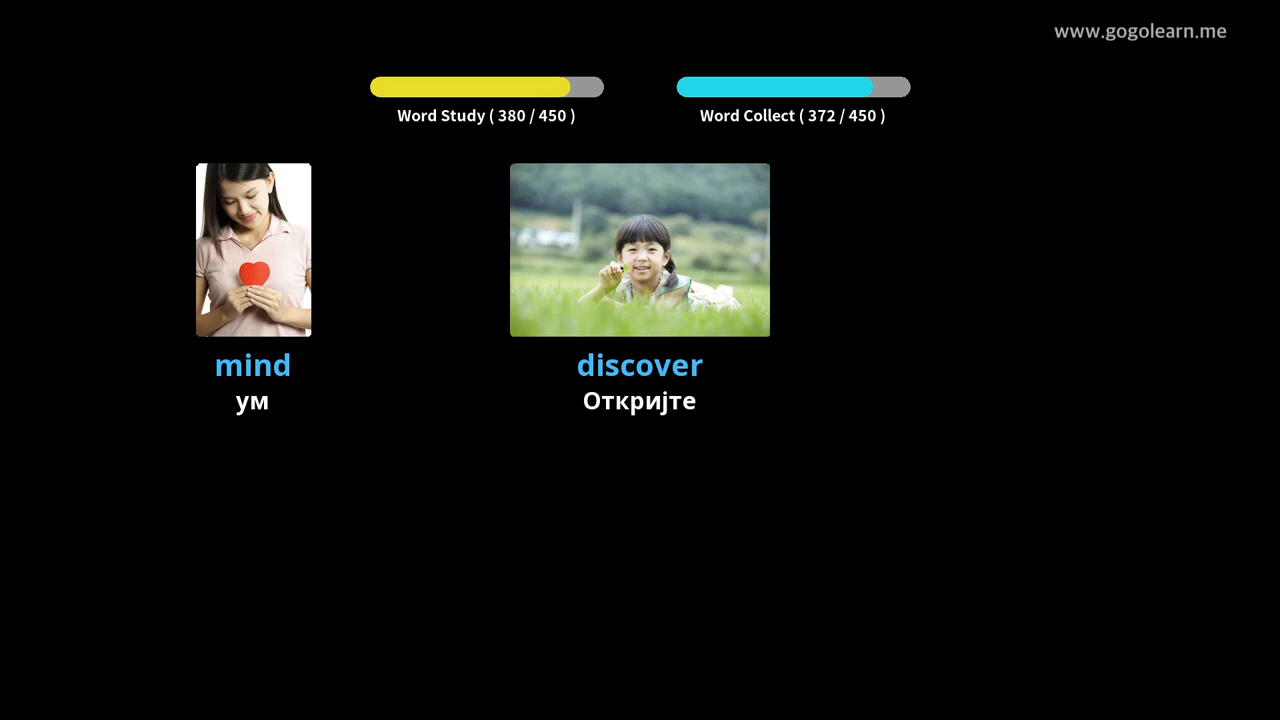 www.gogolearn.me
Word Study ( 380 / 450 )
Word Collect ( 372 / 450 )
mind
ум
discover
Откријте